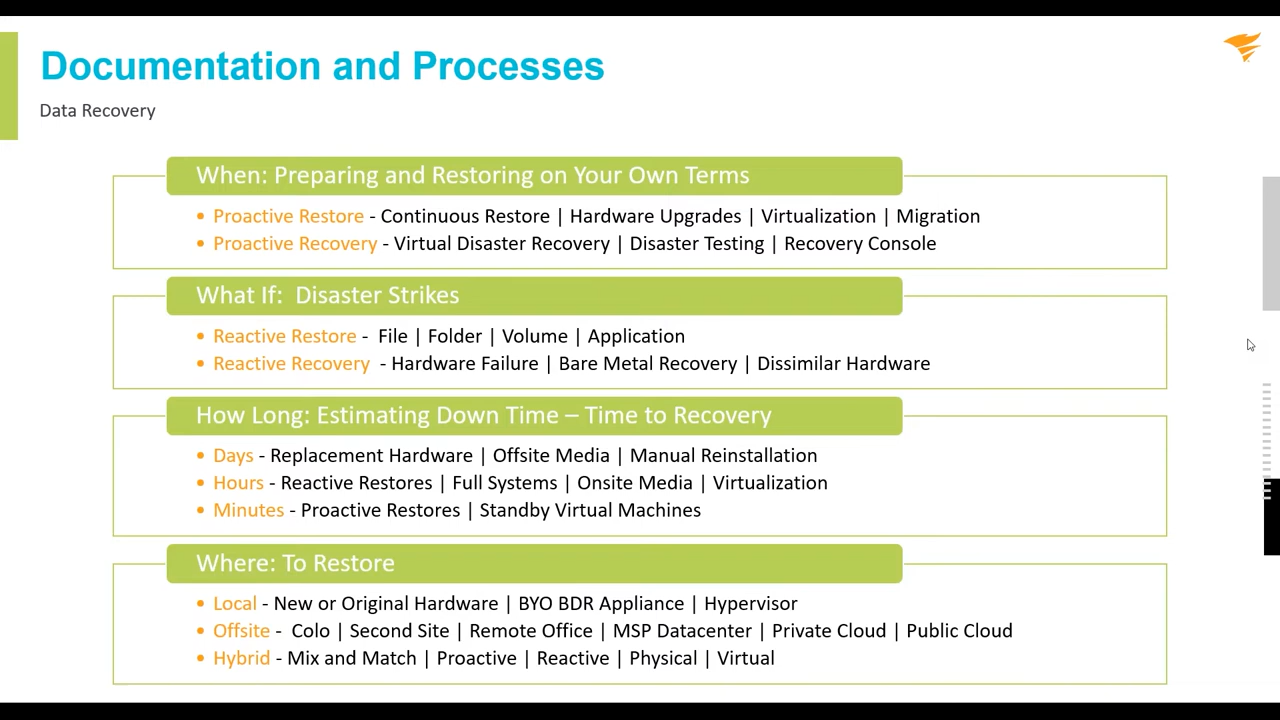 Documentation and Processes
Data Recovery
When: Preparing and Restoring on Your Own Terms
• Proactive Restore - Continuous Restore | Hardware Upgrades | Virtualization | Migration
• Proactive Recovery - Virtual Disaster Recovery | Disaster Testing | Recovery Console
What If:  Disaster Strikes
• Reactive Restore -  File | Folder | Volume | Application
• Reactive Recovery  - Hardware Failure | Bare Metal Recovery | Dissimilar Hardware
How Long: Estimating Down Time – Time to Recovery
• Days - Replacement Hardware | Offsite Media | Manual Reinstallation
• Hours - Reactive Restores | Full Systems | Onsite Media | Virtualization
• Minutes - Proactive Restores | Standby Virtual Machines
Where: To Restore
• Local - New or Original Hardware | BYO BDR Appliance | Hypervisor
• Offsite -  Colo | Second Site | Remote Office | MSP Datacenter | Private Cloud | Public Cloud
• Hybrid - Mix and Match | Proactive | Reactive | Physical | Virtual